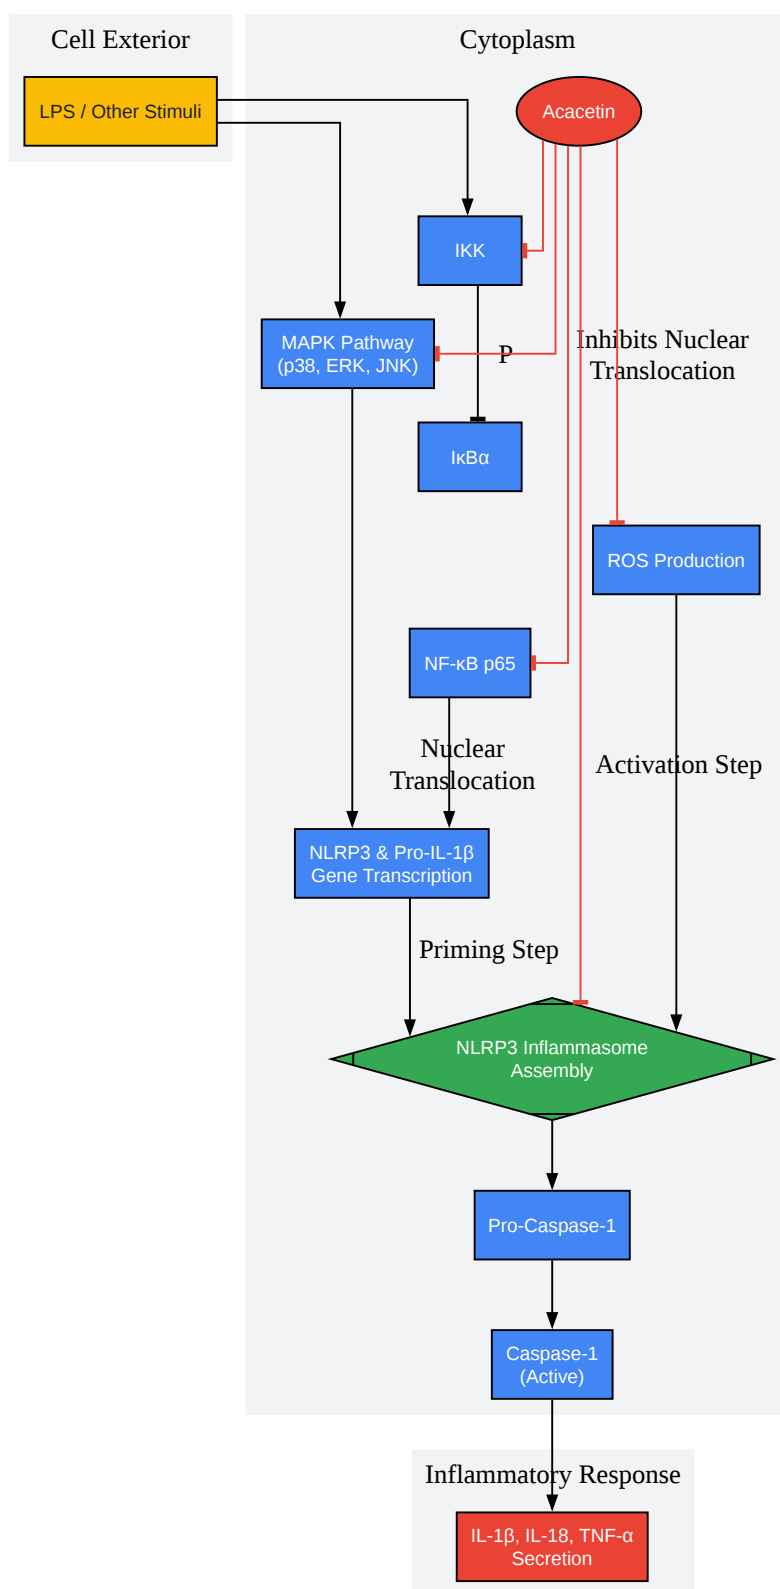 Cell Exterior
Cytoplasm
LPS / Other Stimuli
Acacetin
IKK
MAPK Pathway
(p38, ERK, JNK)
P
Inhibits Nuclear
Translocation
IκBα
ROS Production
NF-κB p65
Nuclear
Translocation
Activation Step
NLRP3 & Pro-IL-1β
Gene Transcription
Priming Step
NLRP3 Inflammasome
Assembly
Pro-Caspase-1
Caspase-1
(Active)
Inflammatory Response
IL-1β, IL-18, TNF-α
Secretion